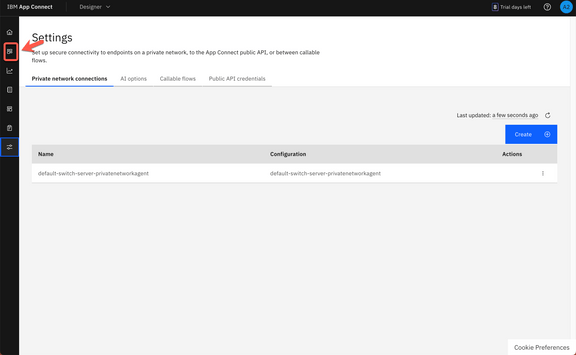 IBM App Connect
Designer
8 Trial days left
AZ
Settings
Set up secure connectivity to endpoints on a private network, to the App Connect public API, or between callable
flows.
Private network connections
AI options
Callable flows
Public API credentials
Last updated: a few seconds ago
Create
Name
Configuration
Actions
default-switch-server-privatenetworkagent
default-switch-server-privatenetworkagent
Cookie Preferences